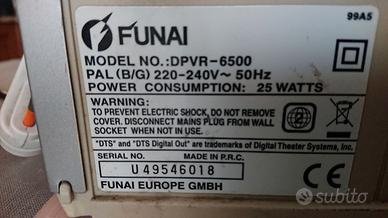 99A5
FUNAI
MODEL NO.:DPVR-6500
PAL (B/G) 220-240V~ 50Hz
POWER CONSUMPTION: 25 WATTS
WARNING:
TO PREVENT ELECTRIC SHOCK, DO NOT REMOVE
COVER. DISCONNECT MAINS PLUG FROM WALL
SOCKET WHEN NOT IN USE.
2
"DTS" and "DTS Digital Out" are trademarks of Digital Theater Systems, Inc.
SERIAL NO.
MADE IN P.R.C.
U49546018
CE
FUNAI EUROPE GMBH
subito